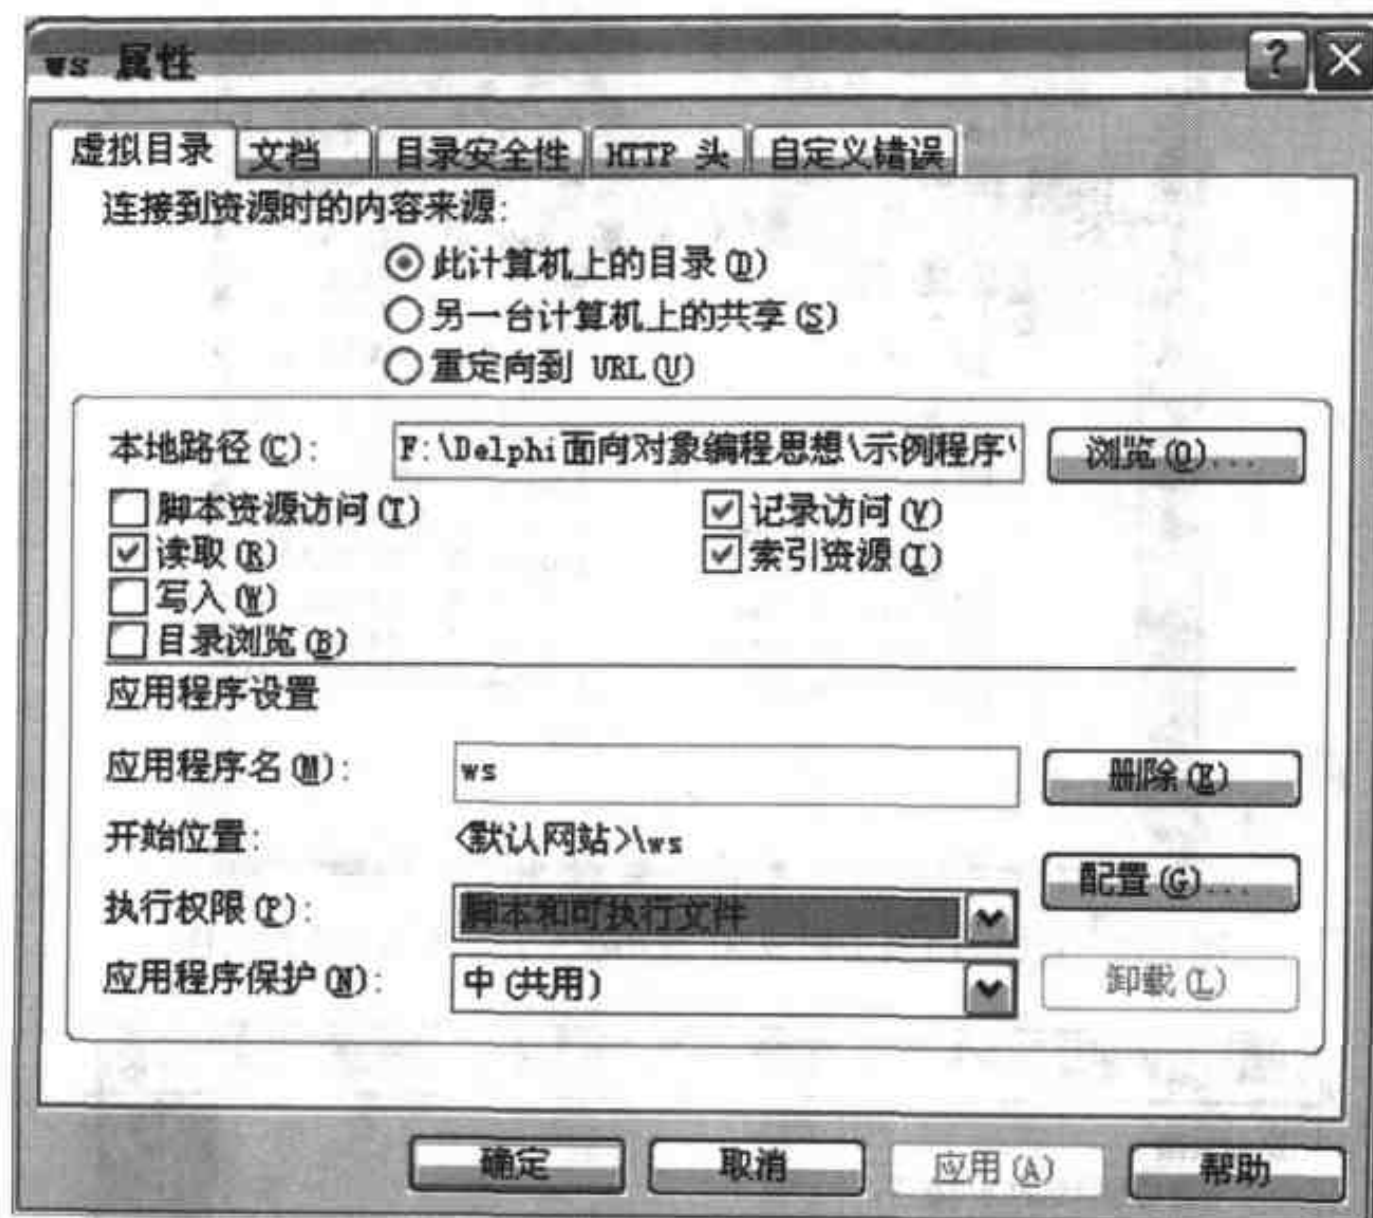 ws 属性
虚拟目录 文档 目录安全性 HTTP 头 自定义错误
连接到资源时的内容来源:
此计算机上的目录(D)
另一台计算机上的共享(S)
重定向到 URL(U)
本地路径(C): F:\Delphi面向对象编程思想\示例程序\ 浏览(O)...
脚本资源访问(T) 记录访问(V)
读取(R) 索引资源(I)
写入(W)
目录浏览(B)
应用程序设置
应用程序名(M): ws 删除(E)
开始位置: <默认网站>\ws
配置(G)...
执行权限(P): 脚本和可执行文件
应用程序保护(N): 中(共用) 卸载(L)
确定 取消 应用(A) 帮助